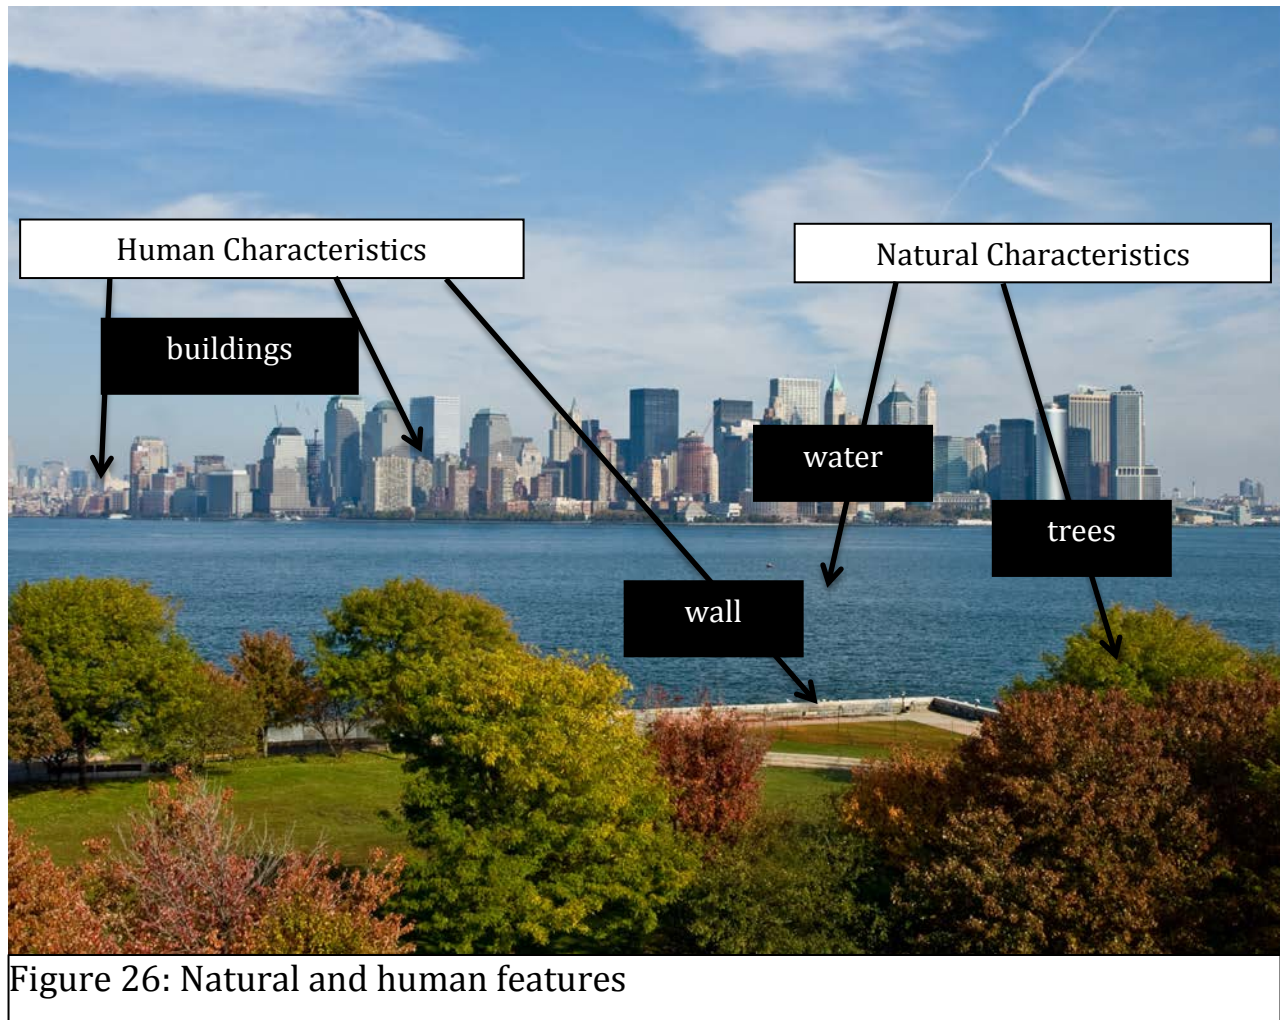 Human Characteristics
Natural Characteristics
buildings
water
trees
wall
Figure 26: Natural and human features